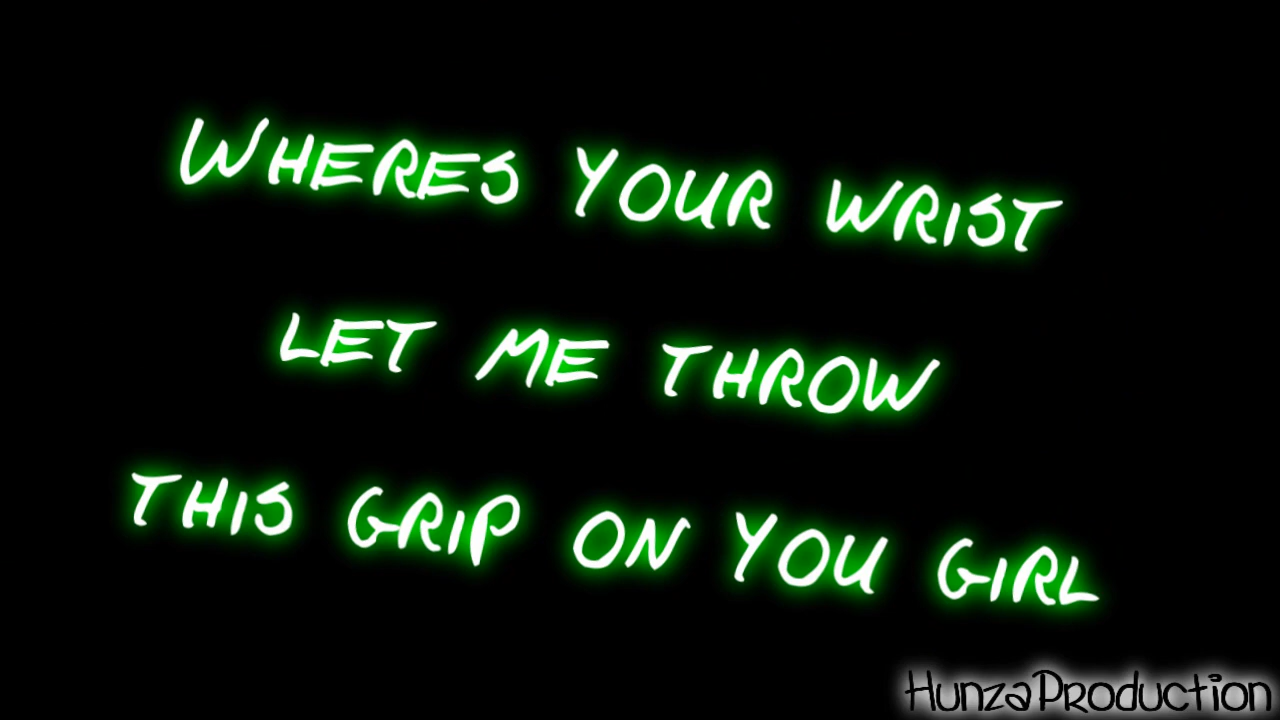 WHERES YOUR WRIST
LET ME THROW
THIS GRIP ON YOU GIRL
HunzaProduction